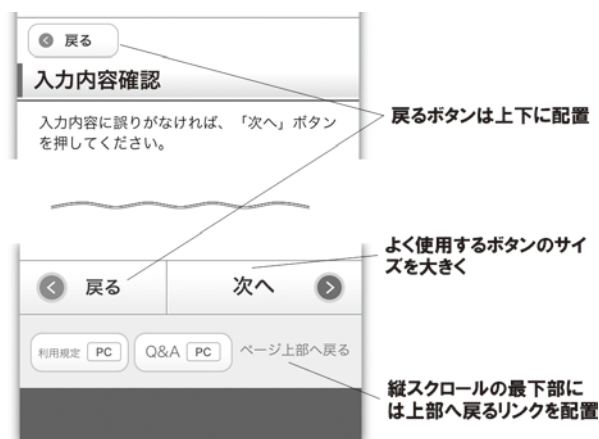 戻る
入力内容確認
入力内容に誤りがなければ、「次へ」ボタン
を押してください。
戻るボタンは上下に配置
よく使用するボタンのサイ
ズを大きく
戻る
次へ
利用規定 PC
Q&A PC
ページ上部へ戻る
縦スクロールの最下部に
は上部へ戻るリンクを配置